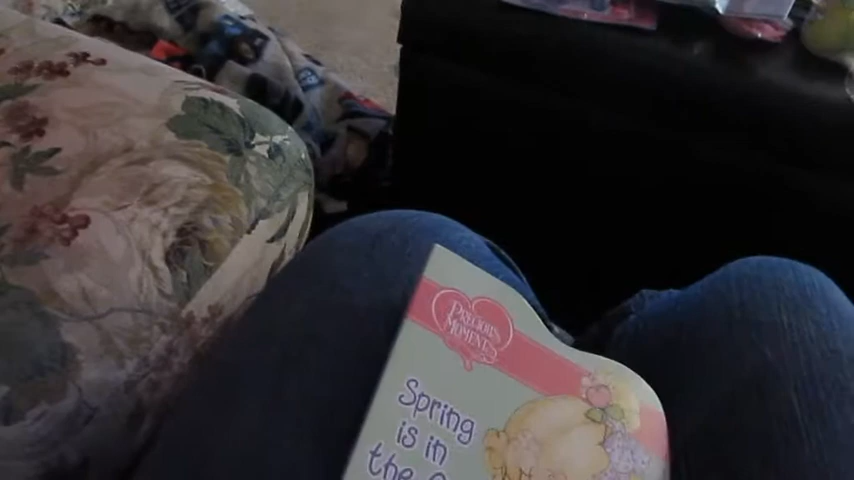 PRECIOUS
MOMENTS
Spring
is in
the